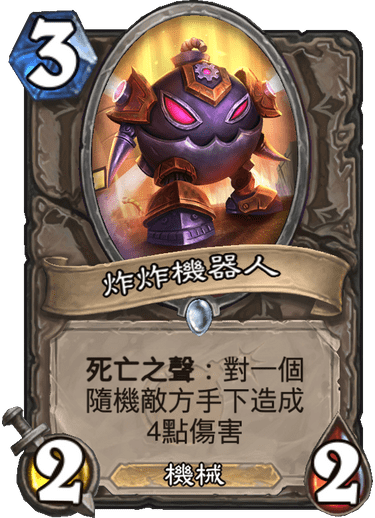 3
炸炸機器人
死亡之聲：對一個
隨機敵方手下造成
4點傷害
2
機械
2